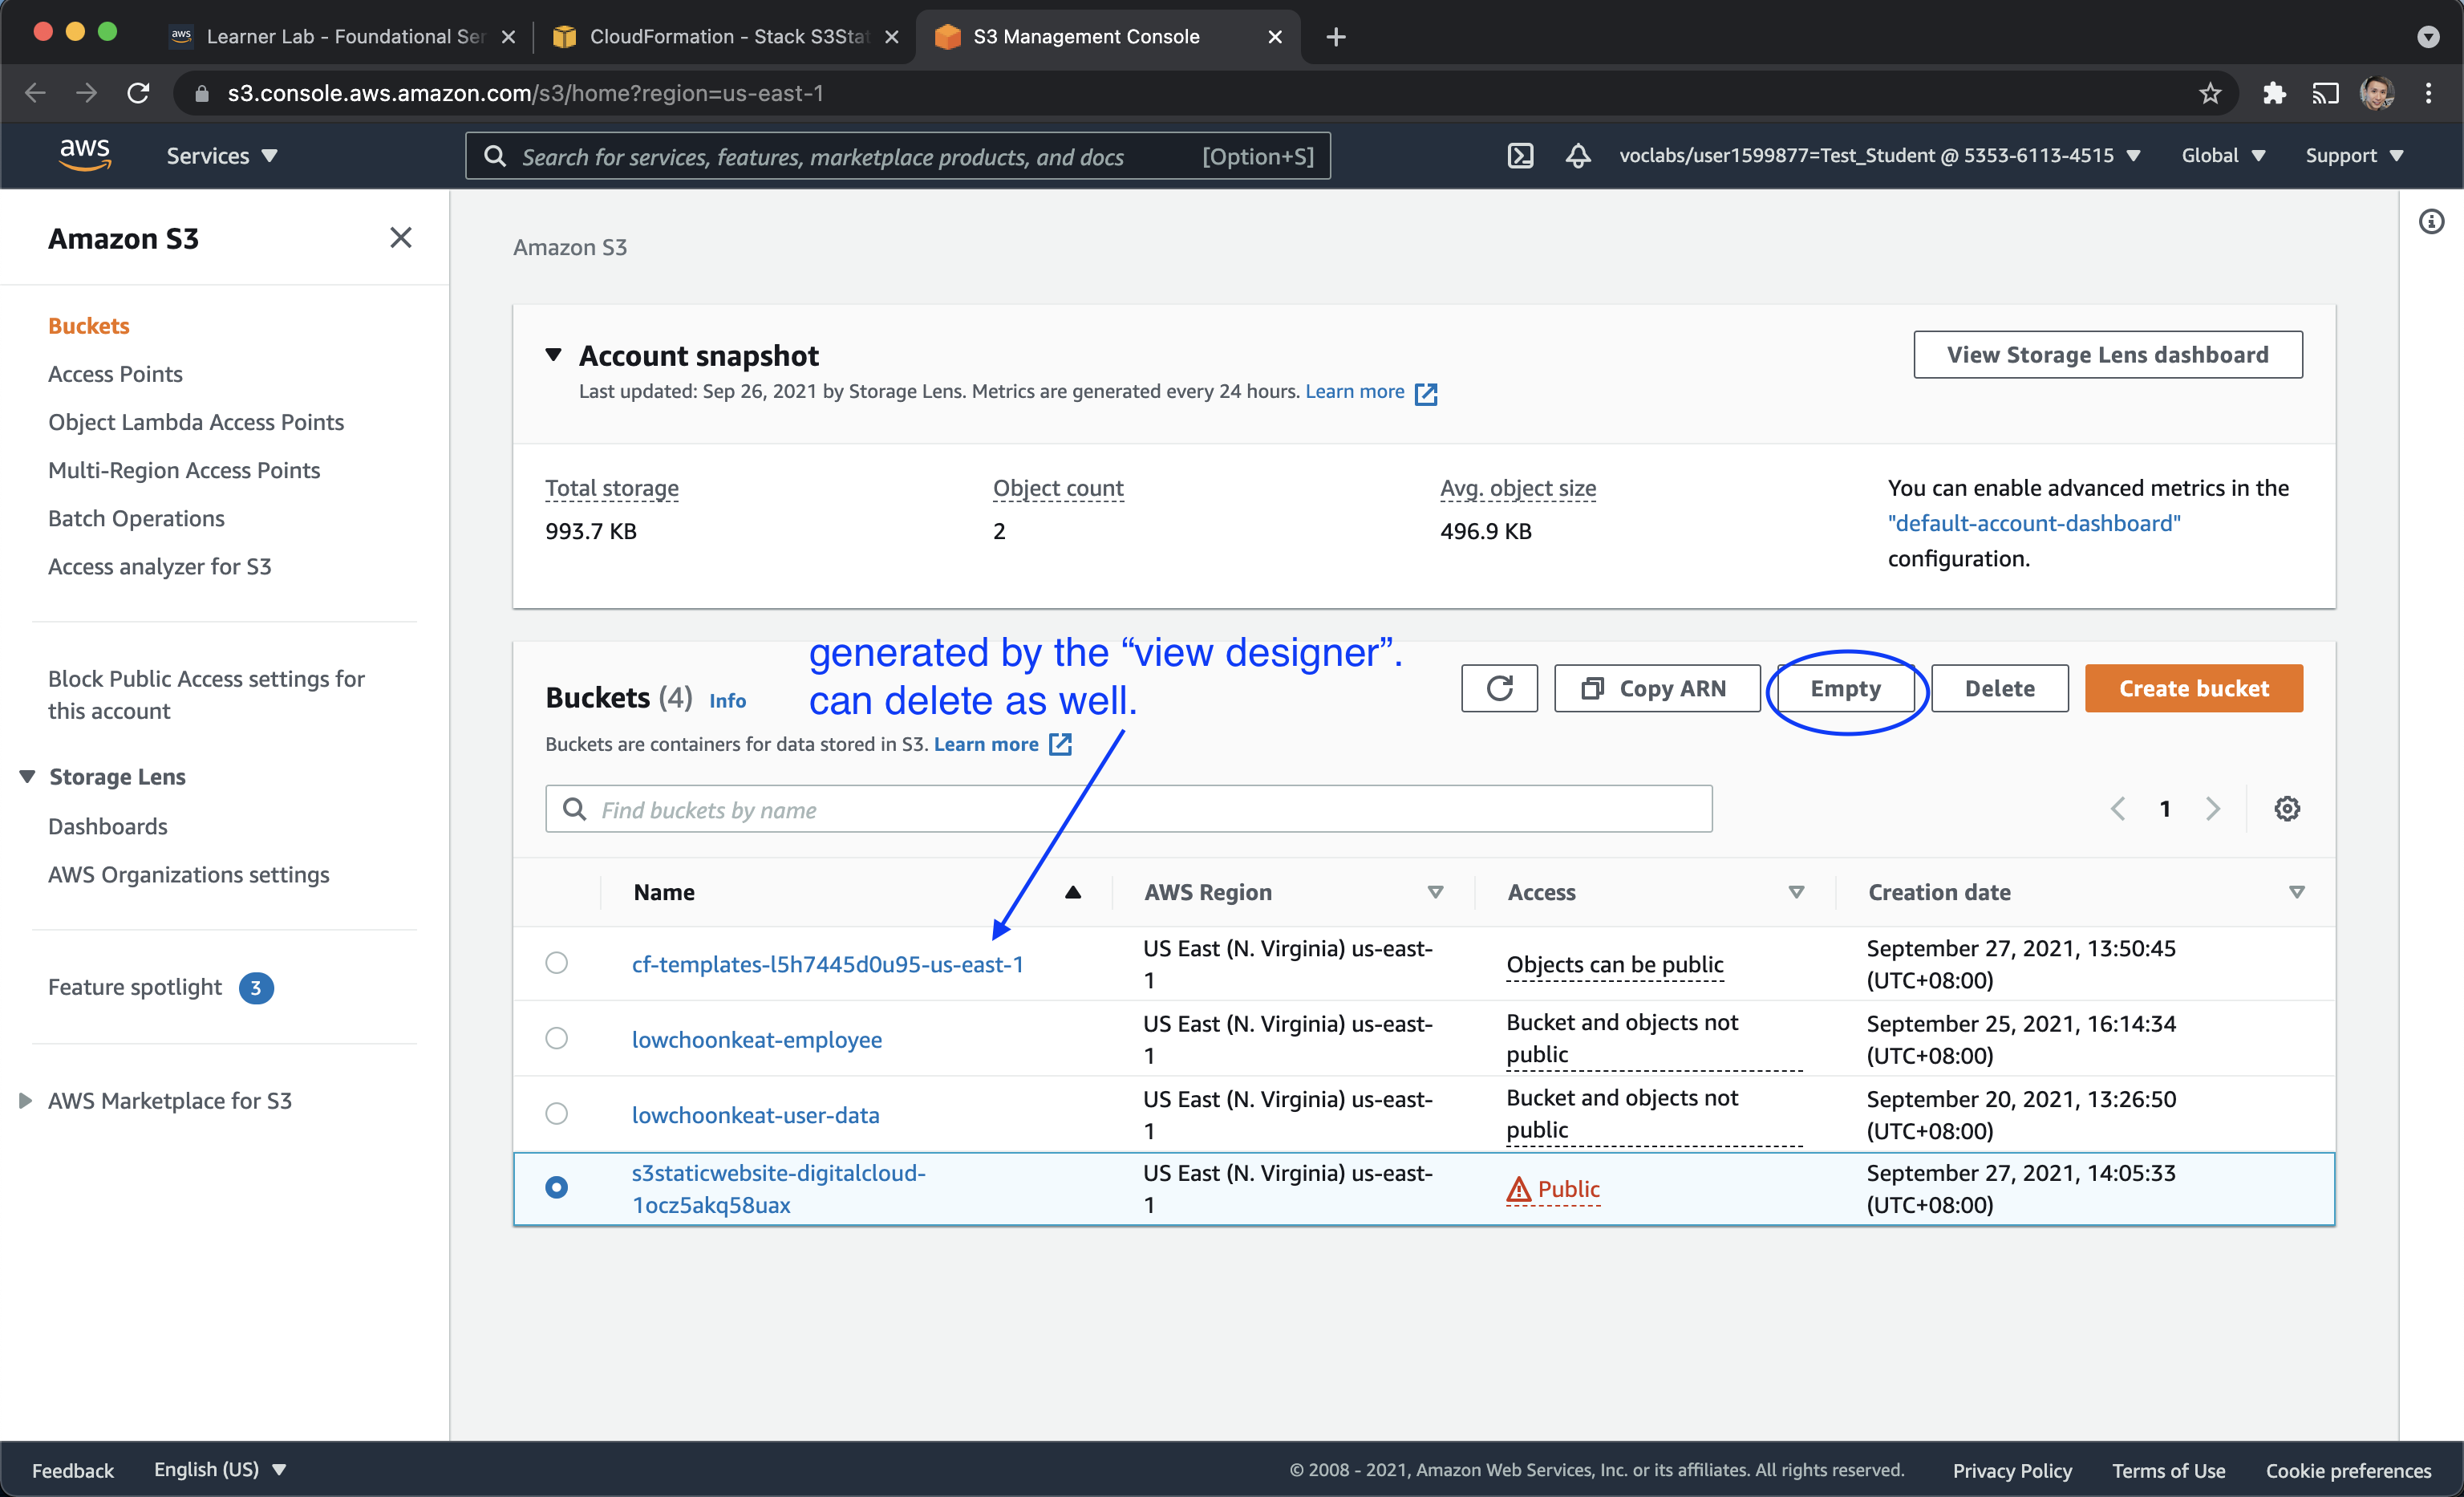 Learner Lab - Foundational Ser
CloudFormation - Stack S3Stat
S3 Management Console
s3.console.aws.amazon.com/s3/home?region=us-east-1
aws
Services
Search for services, features, marketplace products, and docs
[Option+S]
voclabs/user1599877=Test_Student @ 5353-6113-4515
Global
Support
Amazon S3
Buckets
Access Points
Object Lambda Access Points
Multi-Region Access Points
Batch Operations
Access analyzer for S3
Block Public Access settings for
this account
Storage Lens
Dashboards
AWS Organizations settings
Feature spotlight 3
AWS Marketplace for S3
Amazon S3
Account snapshot
Last updated: Sep 26, 2021 by Storage Lens. Metrics are generated every 24 hours. Learn more
View Storage Lens dashboard
Total storage
993.7 KB
Object count
2
Avg. object size
496.9 KB
You can enable advanced metrics in the
"default-account-dashboard"
configuration.
generated by the “view designer”.
can delete as well.
Buckets (4) Info
Buckets are containers for data stored in S3. Learn more
Copy ARN
Empty
Delete
Create bucket
Find buckets by name
1
Name
AWS Region
Access
Creation date
cf-templates-l5h7445d0u95-us-east-1
US East (N. Virginia) us-east-
1
Objects can be public
September 27, 2021, 13:50:45
(UTC+08:00)
lowchoonkeat-employee
US East (N. Virginia) us-east-
1
Bucket and objects not
public
September 25, 2021, 16:14:34
(UTC+08:00)
lowchoonkeat-user-data
US East (N. Virginia) us-east-
1
Bucket and objects not
public
September 20, 2021, 13:26:50
(UTC+08:00)
s3staticwebsite-digitalcloud-
1ocz5akq58uax
US East (N. Virginia) us-east-
1
Public
September 27, 2021, 14:05:33
(UTC+08:00)
Feedback
English (US)
© 2008 - 2021, Amazon Web Services, Inc. or its affiliates. All rights reserved.
Privacy Policy
Terms of Use
Cookie preferences